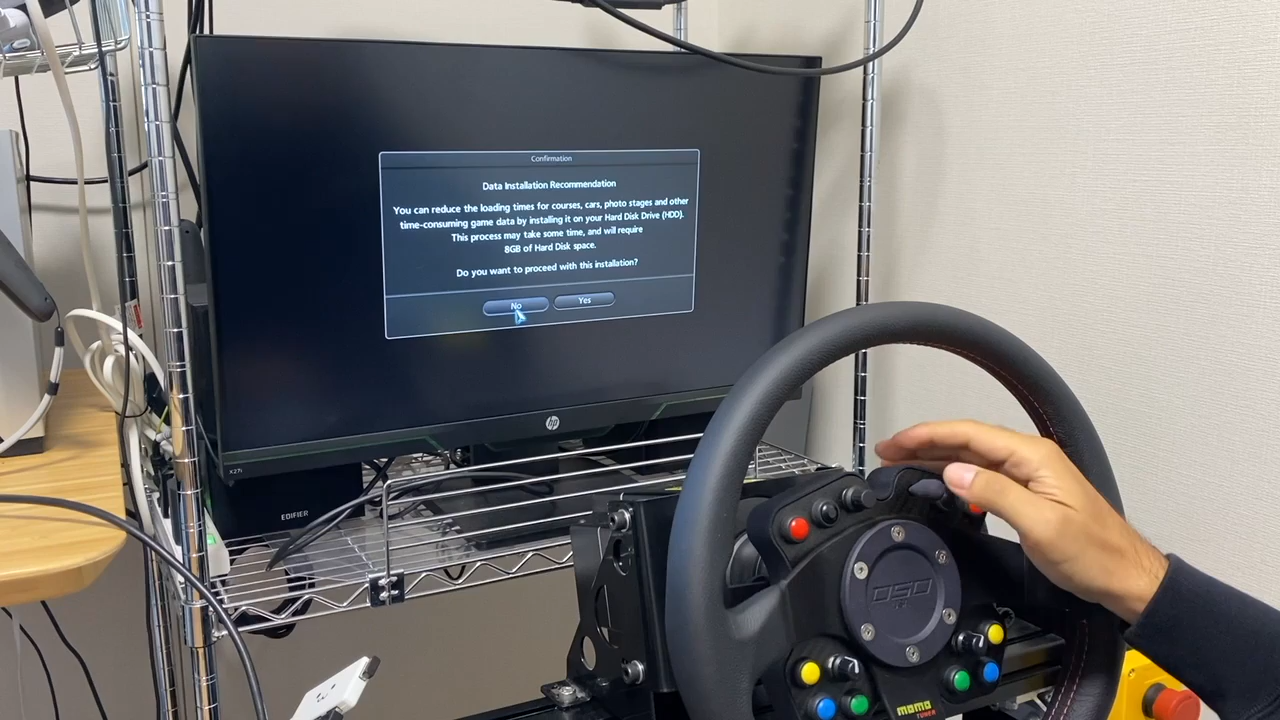 Confirmation
Data Installation Recommendation
You can reduce the loading times for courses, cars, photo stages and other
time-consuming game data by installing it on your Hard Disk Drive (HDD).
This process may take some time, and will require
8GB of Hard Disk space.
Do you want to proceed with this installation?
No Yes
hp
X27i
EDIFIER
OSO
momo
TUNER